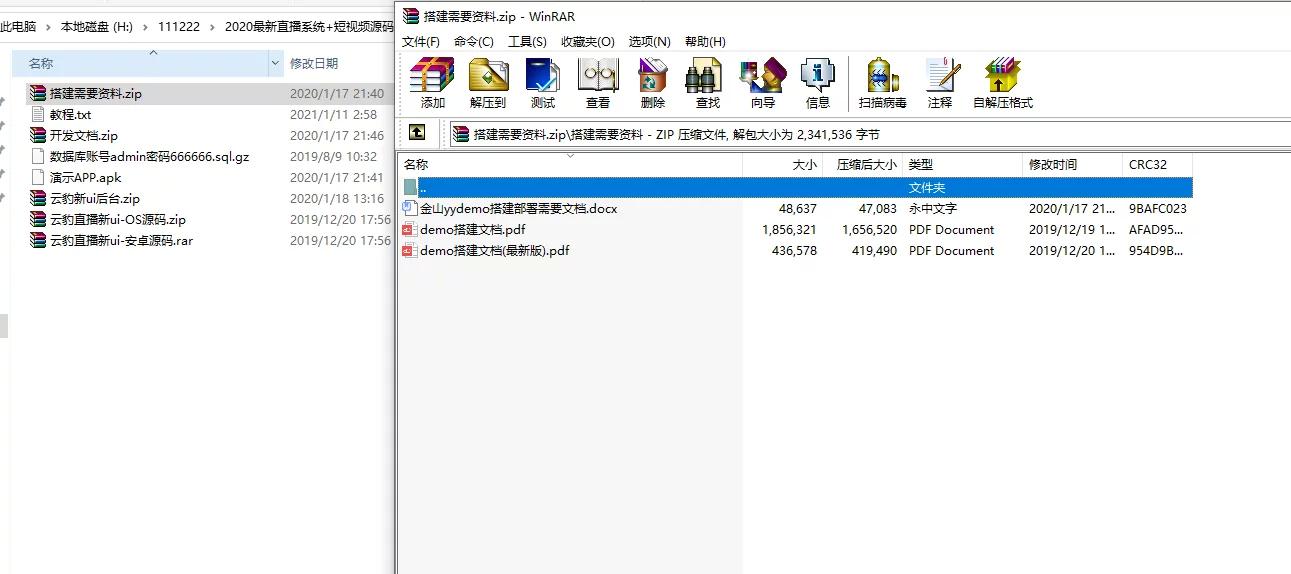 此电脑 › 本地磁盘 (H:) › 111222 › 2020最新直播系统+短视频源码
名称 修改日期
搭建需要资料.zip 2020/1/17 21:40
教程.txt 2021/1/11 2:58
开发文档.zip 2020/1/17 21:46
数据库账号admin密码666666.sql.gz 2019/8/9 10:32
演示APP.apk 2020/1/17 21:41
云豹新ui后台.zip 2020/1/18 13:16
云豹直播新ui-OS源码.zip 2019/12/20 17:56
云豹直播新ui-安卓源码.rar 2019/12/20 17:56
搭建需要资料.zip - WinRAR
文件(F) 命令(C) 工具(S) 收藏夹(O) 选项(N) 帮助(H)
添加 解压到 测试 查看 删除 查找 向导 信息 扫描病毒 注释 自解压格式
搭建需要资料.zip\搭建需要资料 - ZIP 压缩文件, 解包大小为 2,341,536 字节
名称 大小 压缩后大小 类型 修改时间 CRC32
.. 文件夹
金山yydemo搭建部署需要文档.docx 48,637 47,083 永中文字 2020/1/17 21... 9BAFC023
demo搭建文档.pdf 1,856,321 1,656,520 PDF Document 2019/12/19 1... AFAD95...
demo搭建文档(最新版).pdf 436,578 419,490 PDF Document 2019/12/20 1... 954D9B...